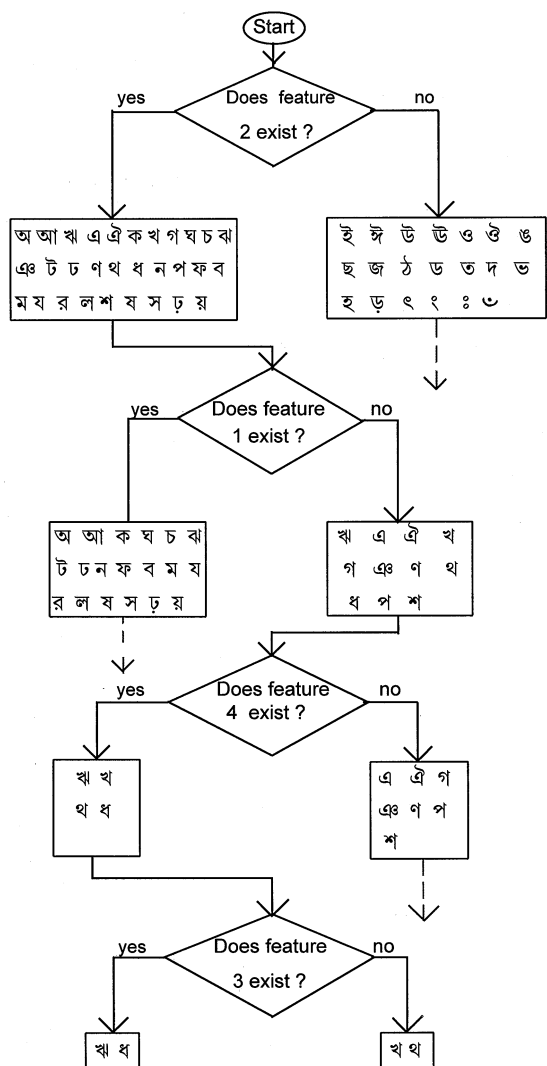 Start
Does feature
2 exist ?
yes
no
অ আ ঋ এ ঐ ক খ গ ঘ চ ঝ
ঞ ট ঢ ণ থ ধ ন প ফ ব
ম য র ল শ ষ স ঢ় য়
ই ঈ উ ঊ ও ঔ ঙ
ছ জ ঠ ড ত দ ভ
হ ড় ৎ ং ঃ ঁ
Does feature
1 exist ?
yes
no
অ আ ক ঘ চ ঝ
ট ঢ ন ফ ব ম য
র ল ষ স ঢ় য়
ঋ এ ঐ খ
গ ঞ ণ থ
ধ প শ
Does feature
4 exist ?
yes
no
ঋ খ
থ ধ
এ ঐ গ
ঞ ণ প
শ
Does feature
3 exist ?
yes
no
ঋ ধ
খ থ